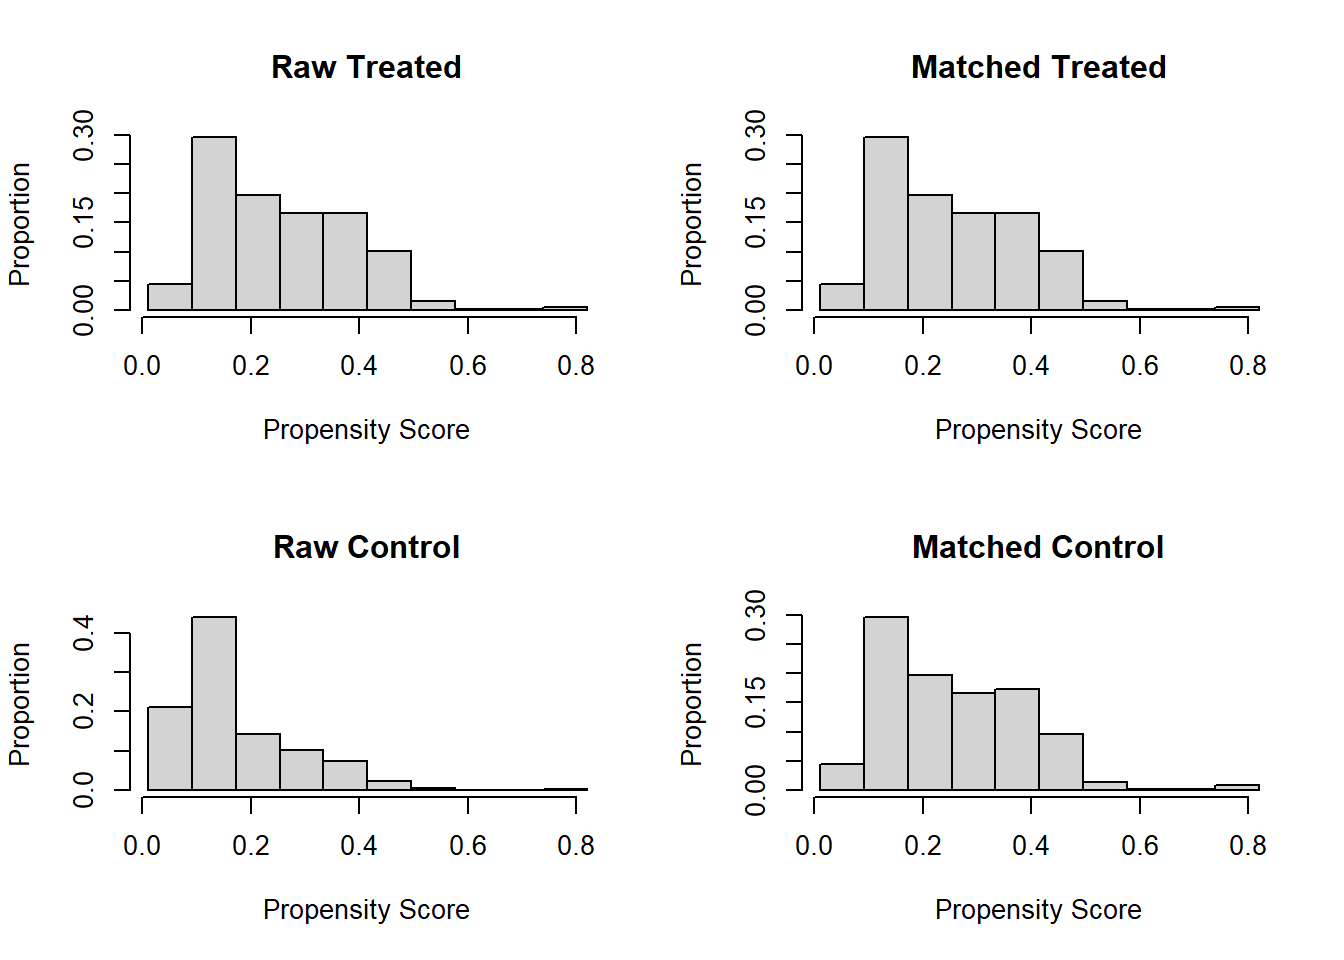 Raw Treated
Proportion
0.00 0.15 0.30
0.0 0.2 0.4 0.6 0.8
Propensity Score
Matched Treated
Proportion
0.00 0.15 0.30
0.0 0.2 0.4 0.6 0.8
Propensity Score
Raw Control
Proportion
0.0 0.2 0.4
0.0 0.2 0.4 0.6 0.8
Propensity Score
Matched Control
Proportion
0.00 0.15 0.30
0.0 0.2 0.4 0.6 0.8
Propensity Score